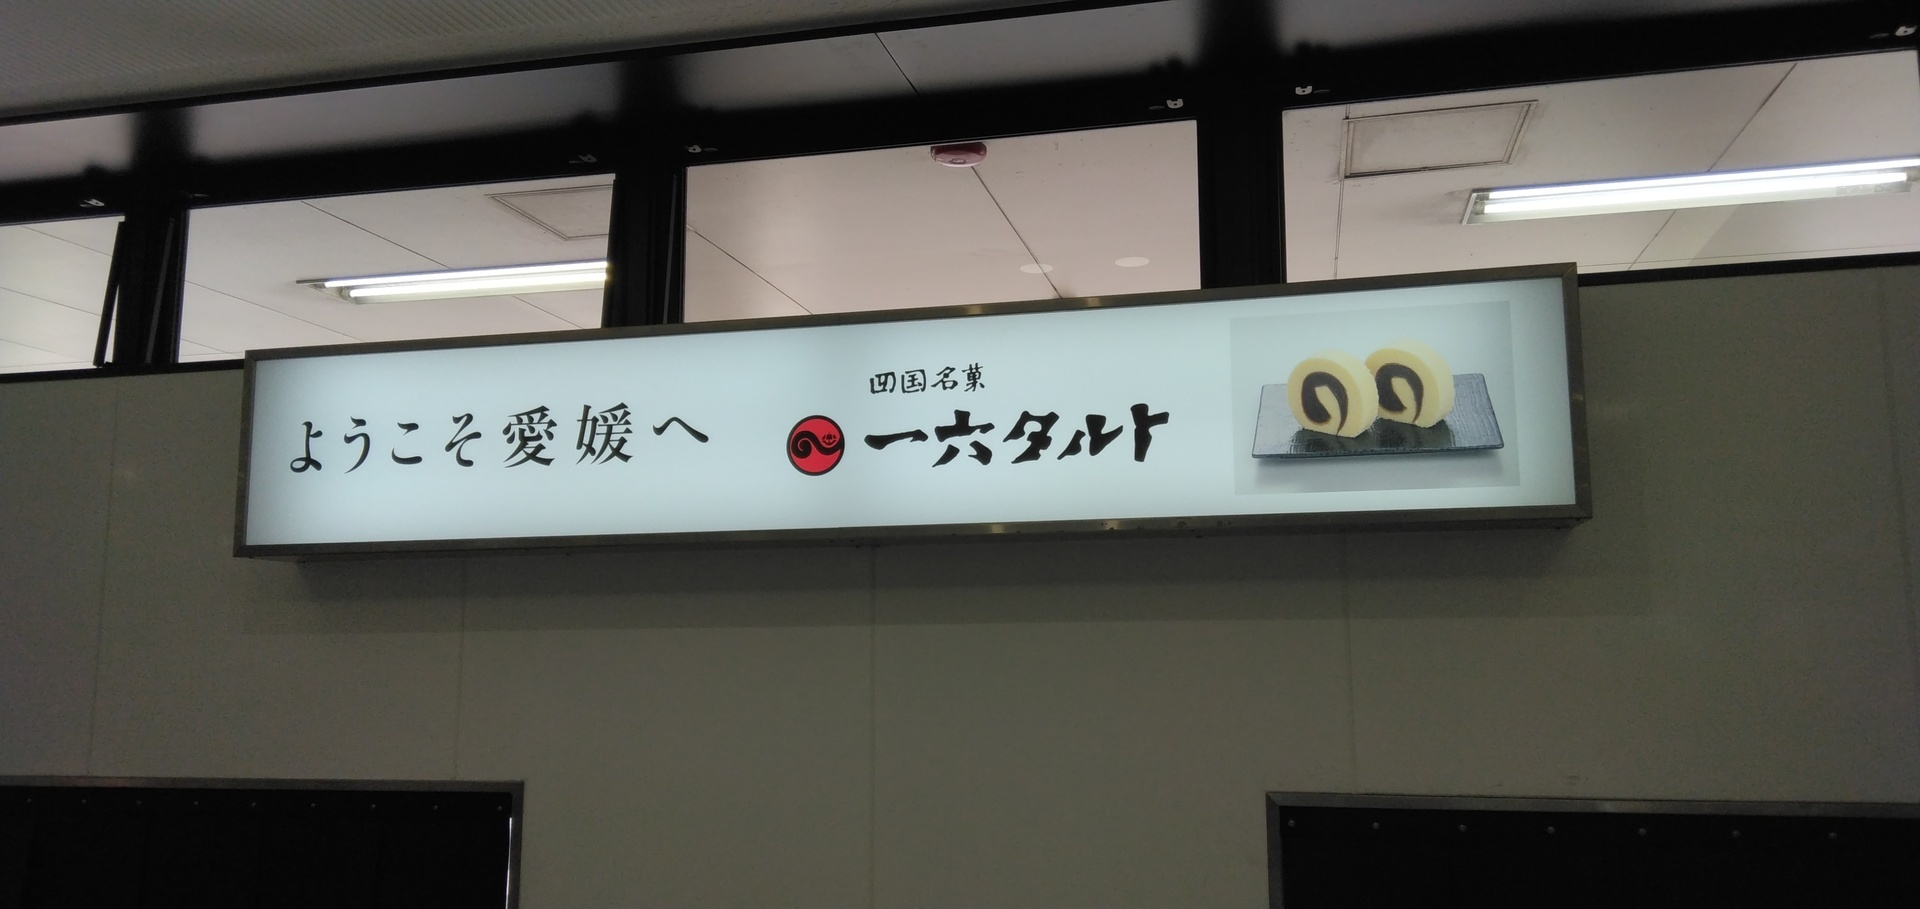 ようこそ愛媛へ
四国名菓
一六タルト